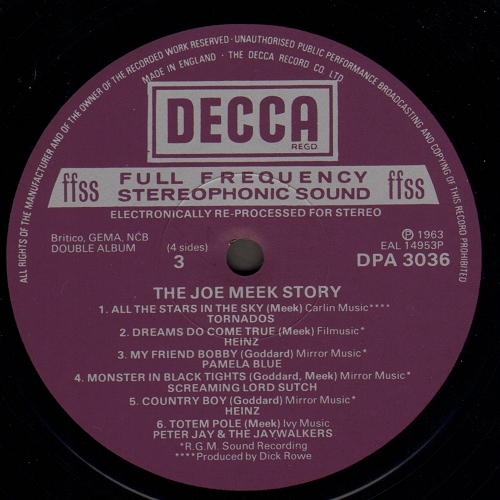 ALL RIGHTS OF THE MANUFACTURER AND OF THE OWNER OF THE RECORDED WORK RESERVED · UNAUTHORISED PUBLIC PERFORMANCE BROADCASTING AND COPYING OF THIS RECORD PROHIBITED
MADE IN ENGLAND · THE DECCA RECORD CO. LTD.
DECCA
REGD.
ffss FULL FREQUENCY ffss
STEREOPHONIC SOUND
ELECTRONICALLY RE-PROCESSED FOR STEREO
Britico, GEMA, NCB
DOUBLE ALBUM
(4 sides)
3
℗ 1963
EAL 14953P
DPA 3036
THE JOE MEEK STORY
1. ALL THE STARS IN THE SKY (Meek) Carlin Music****
TORNADOS
2. DREAMS DO COME TRUE (Meek) Filmusic*
HEINZ
3. MY FRIEND BOBBY (Goddard) Mirror Music*
PAMELA BLUE
4. MONSTER IN BLACK TIGHTS (Goddard, Meek) Mirror Music*
SCREAMING LORD SUTCH
5. COUNTRY BOY (Goddard) Mirror Music*
HEINZ
6. TOTEM POLE (Meek) Ivy Music
PETER JAY & THE JAYWALKERS
*R.G.M. Sound Recording
****Produced by Dick Rowe